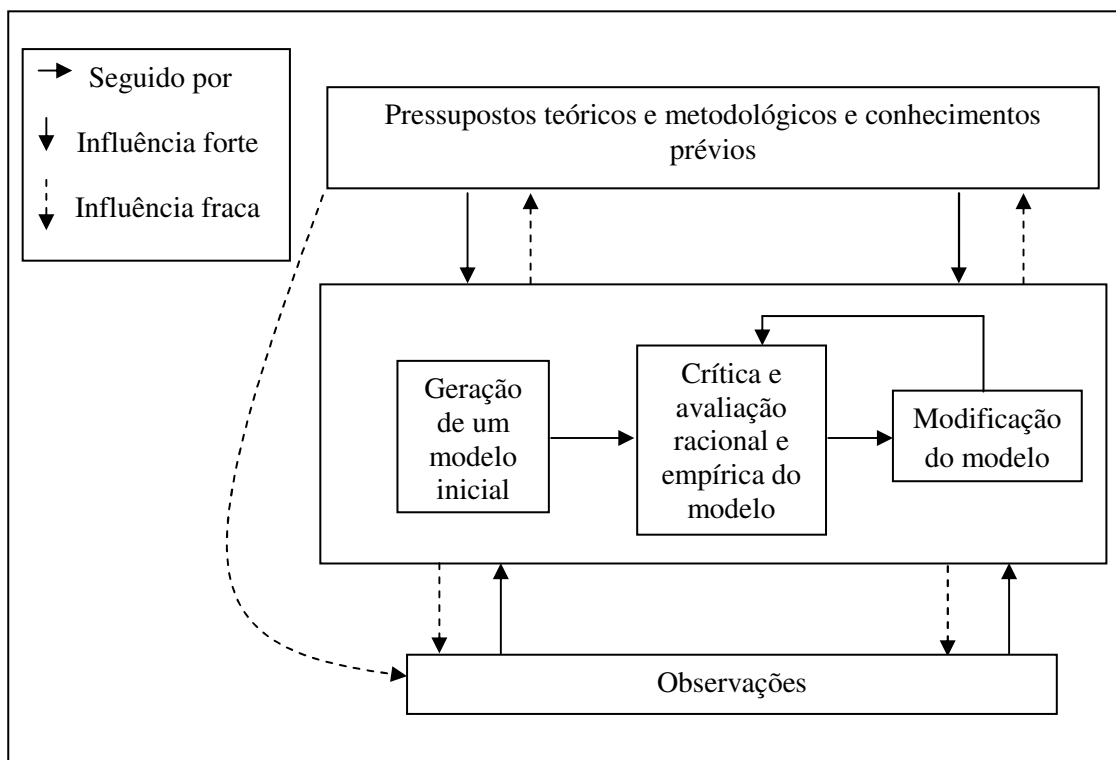 Seguido por
Influência forte
Influência fraca
Pressupostos teóricos e metodológicos e conhecimentos
prévios
Geração
de um
modelo
inicial
Crítica e
avaliação
racional e
empírica do
modelo
Modificação
do modelo
Observações